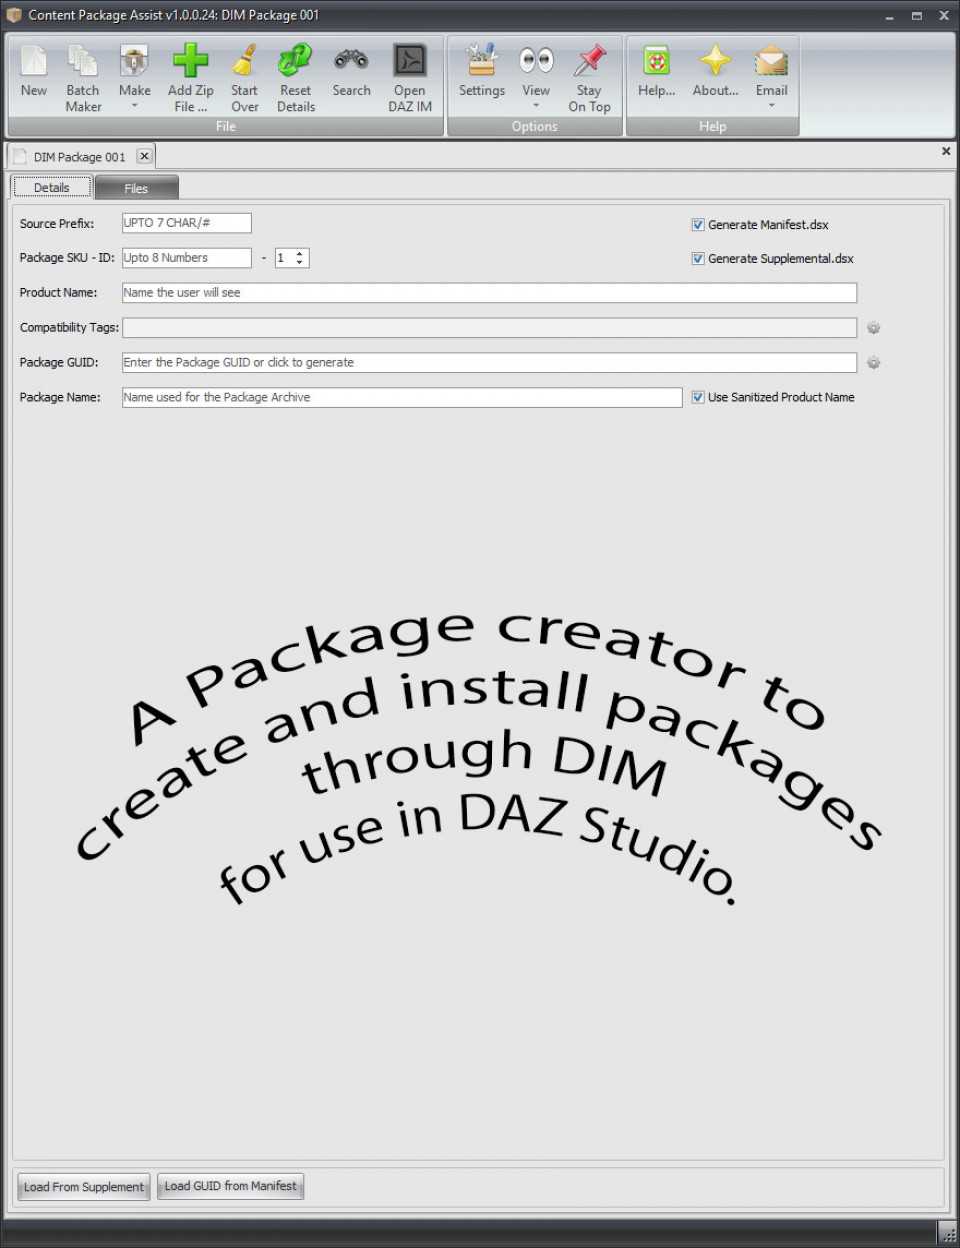 Content Package Assist v1.0.0.24: DIM Package 001
New
Batch Maker
Make
Add Zip File ...
Start Over
Reset Details
Search
Open DAZ IM
Settings
View
Stay On Top
Help...
About...
Email
File
Options
Help
DIM Package 001
Details
Files
Source Prefix: UPTO 7 CHAR/#
Generate Manifest.dsx
Package SKU - ID: Upto 8 Numbers - 1
Generate Supplemental.dsx
Product Name: Name the user will see
Compatibility Tags:
Package GUID: Enter the Package GUID or click to generate
Package Name: Name used for the Package Archive
Use Sanitized Product Name
A Package creator to
create and install packages
through DIM
for use in DAZ Studio.
Load From Supplement
Load GUID from Manifest